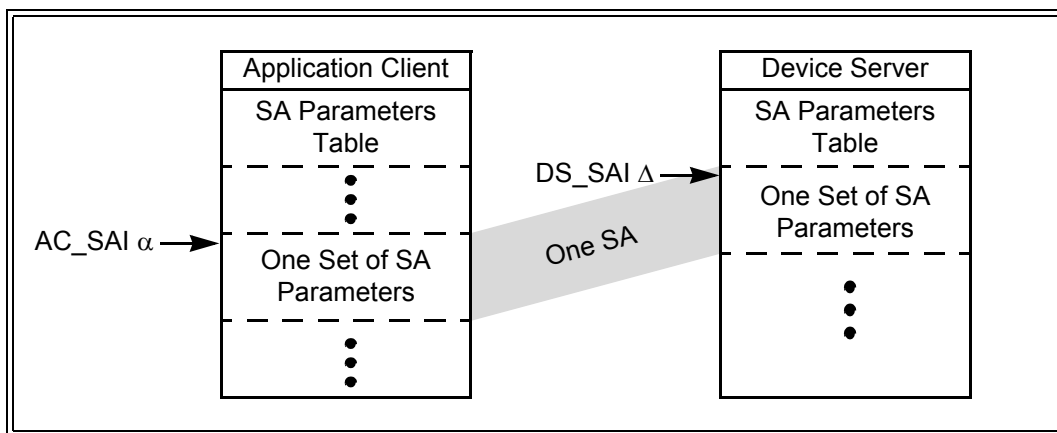 Application Client
SA Parameters
Table
AC_SAI α
One Set of SA
Parameters
One SA
Device Server
SA Parameters
Table
DS_SAI Δ
One Set of SA
Parameters